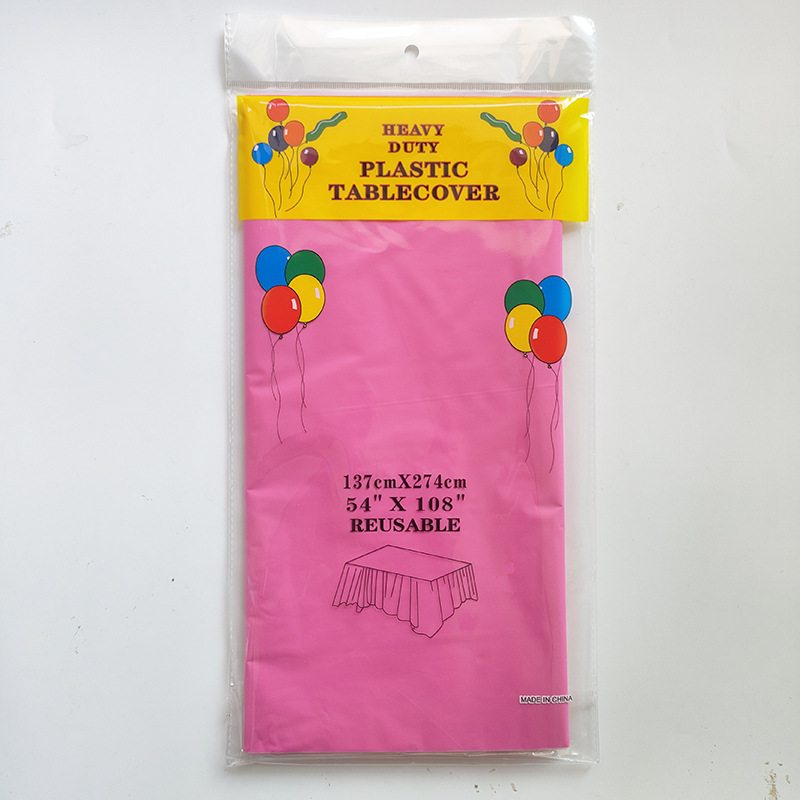 HEAVY
DUTY
PLASTIC
TABLECOVER
137cmX274cm
54" X 108"
REUSABLE
MADE IN CHINA